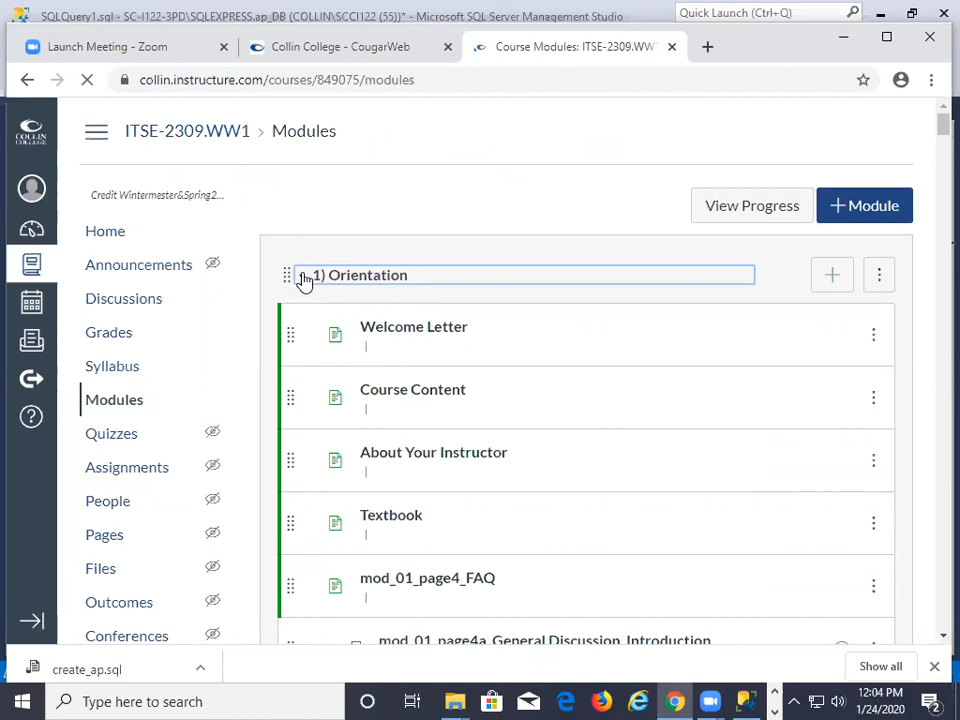 SQLQuery1.sql - SC-I122-3PD\SQLEXPRESS.ap_DB (COLLIN\SCCI122 (55))* - Microsoft SQL Server Management Studio
Quick Launch (Ctrl+Q)
Launch Meeting - Zoom
Collin College - CougarWeb
Course Modules: ITSE-2309.WW1
collin.instructure.com/courses/849075/modules
COLLIN
COLLEGE
ITSE-2309.WW1 › Modules
Credit Wintermester&Spring2...
View Progress
+ Module
Home
Announcements
Discussions
Grades
Syllabus
Modules
Quizzes
Assignments
People
Pages
Files
Outcomes
Conferences
1) Orientation
Welcome Letter
|
Course Content
|
About Your Instructor
|
Textbook
|
mod_01_page4_FAQ
|
mod_01_page4a_General Discussion_Introduction
create_ap.sql
Show all
Type here to search
12:04 PM
1/24/2020
2